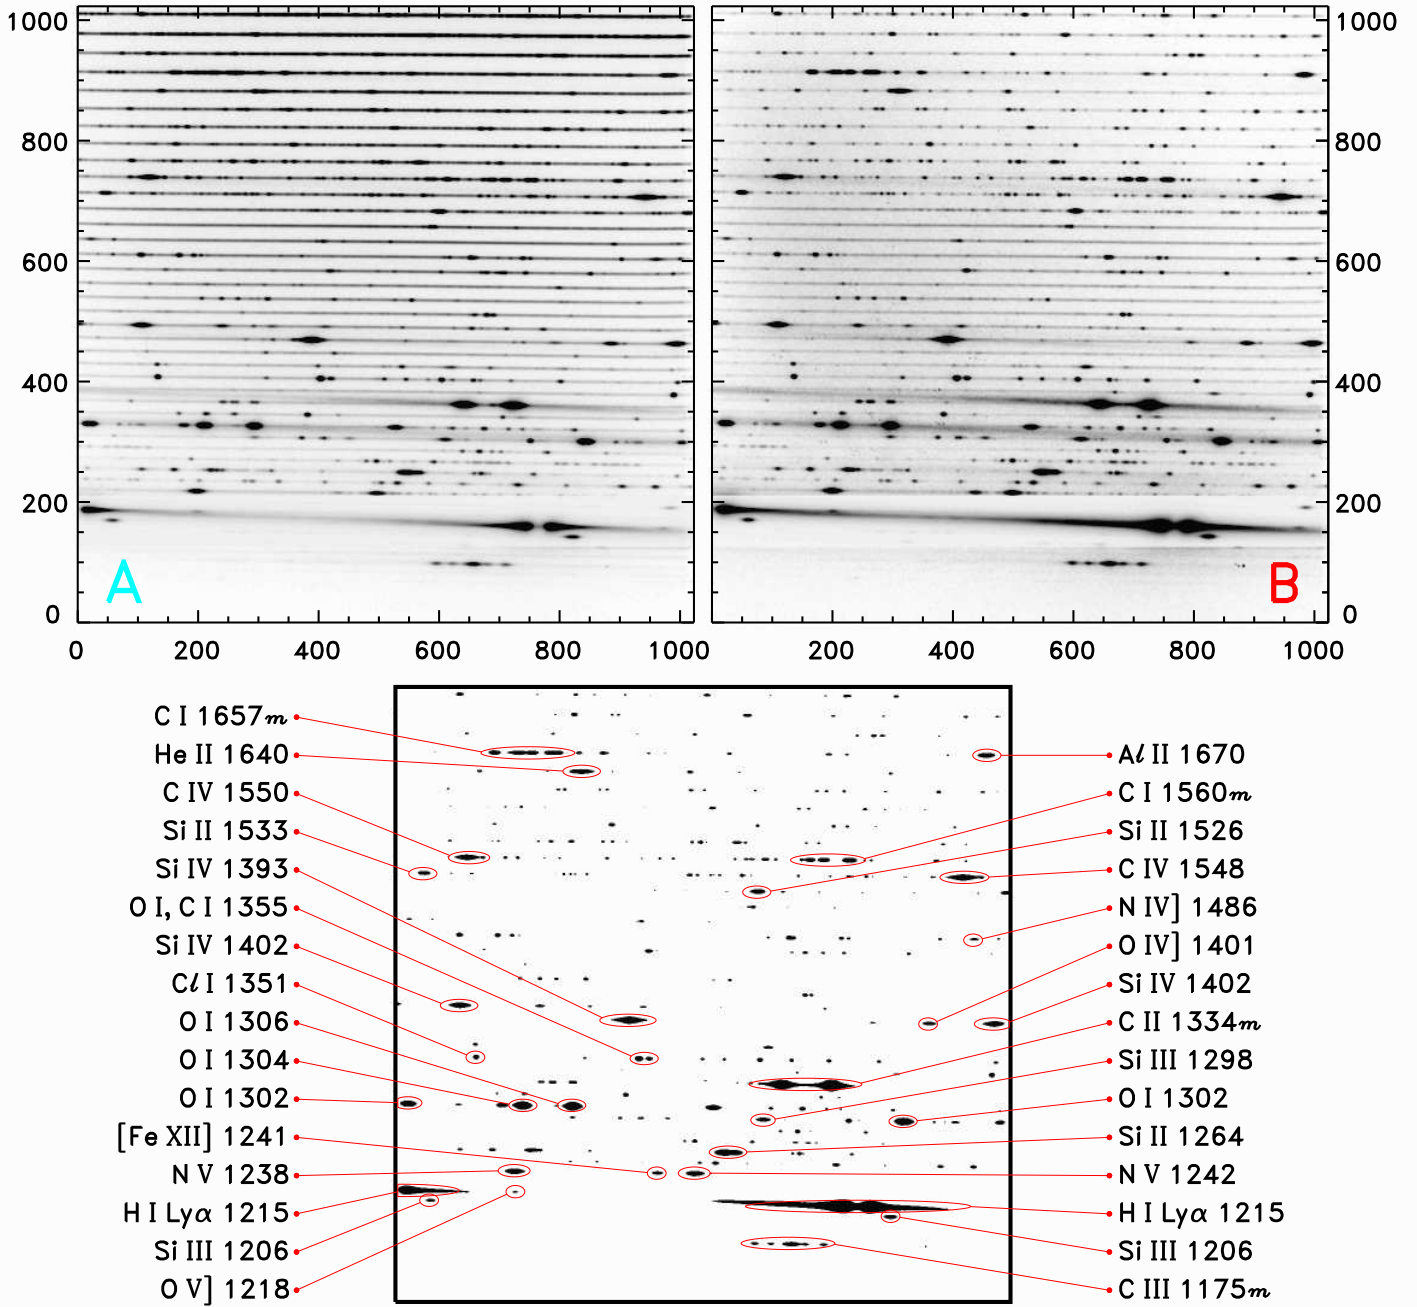 1000
800
600
400
200
0
A
0 200 400 600 800 1000
1000
800
600
400
200
0
B
200 400 600 800 1000
C I 1657m
He II 1640
C IV 1550
Si II 1533
Si IV 1393
O I, C I 1355
Si IV 1402
Cl I 1351
O I 1306
O I 1304
O I 1302
[Fe XII] 1241
N V 1238
H I Lyα 1215
Si III 1206
O V] 1218
Al II 1670
C I 1560m
Si II 1526
C IV 1548
N IV] 1486
O IV] 1401
Si IV 1402
C II 1334m
Si III 1298
O I 1302
Si II 1264
N V 1242
H I Lyα 1215
Si III 1206
C III 1175m